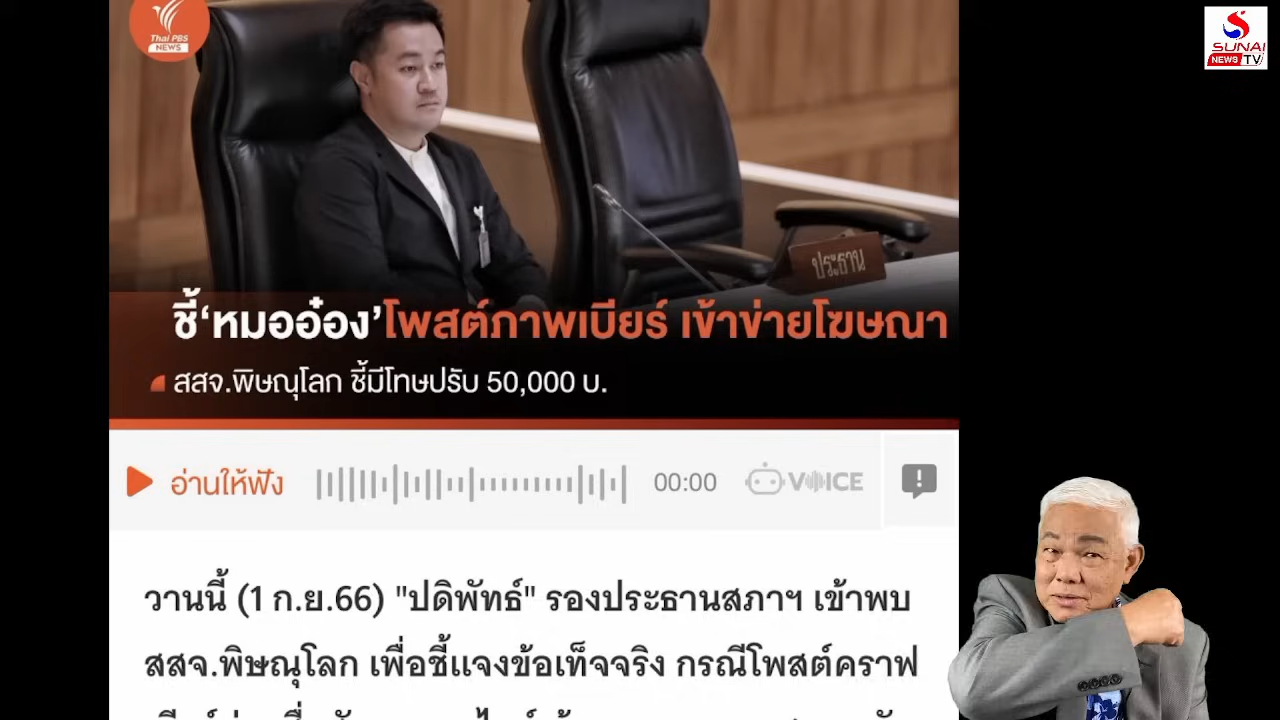 Thai PBS
NEWS
SUNAI
NEWS TV
ประธาน
ชี้‘หมออ๋อง’โพสต์ภาพเบียร์ เข้าข่ายโฆษณา
สสจ.พิษณุโลก ชี้มีโทษปรับ 50,000 บ.
อ่านให้ฟัง
00:00
VOICE
วานนี้ (1 ก.ย.66) "ปดิพัทธ์" รองประธานสภาฯ เข้าพบ
สสจ.พิษณุโลก เพื่อชี้แจงข้อเท็จจริง กรณีโพสต์คราฟ